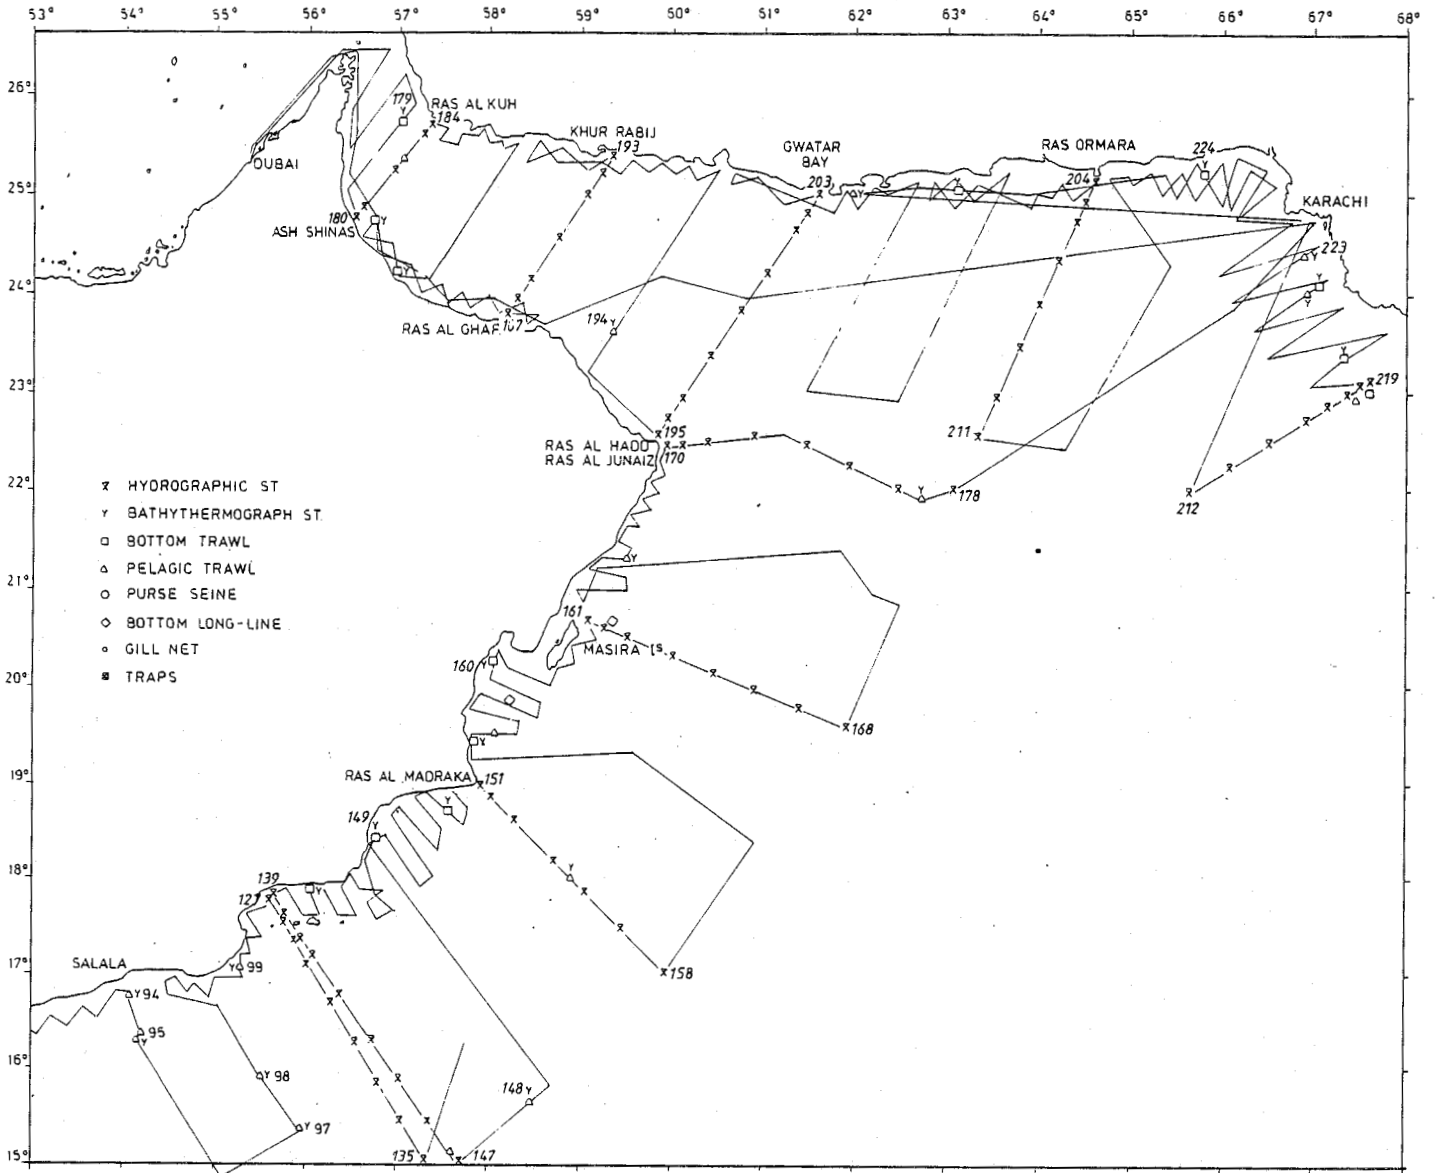 53° 54° 55° 56° 57° 58° 59° 60° 61° 62° 63° 64° 65° 66° 67° 68°
26°
179
RAS AL KUH
184
KHUR RABIJ
193
GWATAR
BAY
RAS ORMARA
224
DUBAI
25°
203
204
KARACHI
180
ASH SHINAS
223
24°
RAS AL GHAF
187
194
23°
219
195
211
RAS AL HADD
170
RAS AL JUNAIZ
178
212
22°
HYDROGRAPHIC ST
BATHYTHERMOGRAPH ST.
BOTTOM TRAWL
PELAGIC TRAWL
PURSE SEINE
BOTTOM LONG-LINE
GILL NET
TRAPS
21°
161
MASIRA IS
160
20°
168
RAS AL MADRAKA
151
19°
149
18°
139
127
SALALA
99
17°
158
94
95
16°
98
148
97
15°
135
147